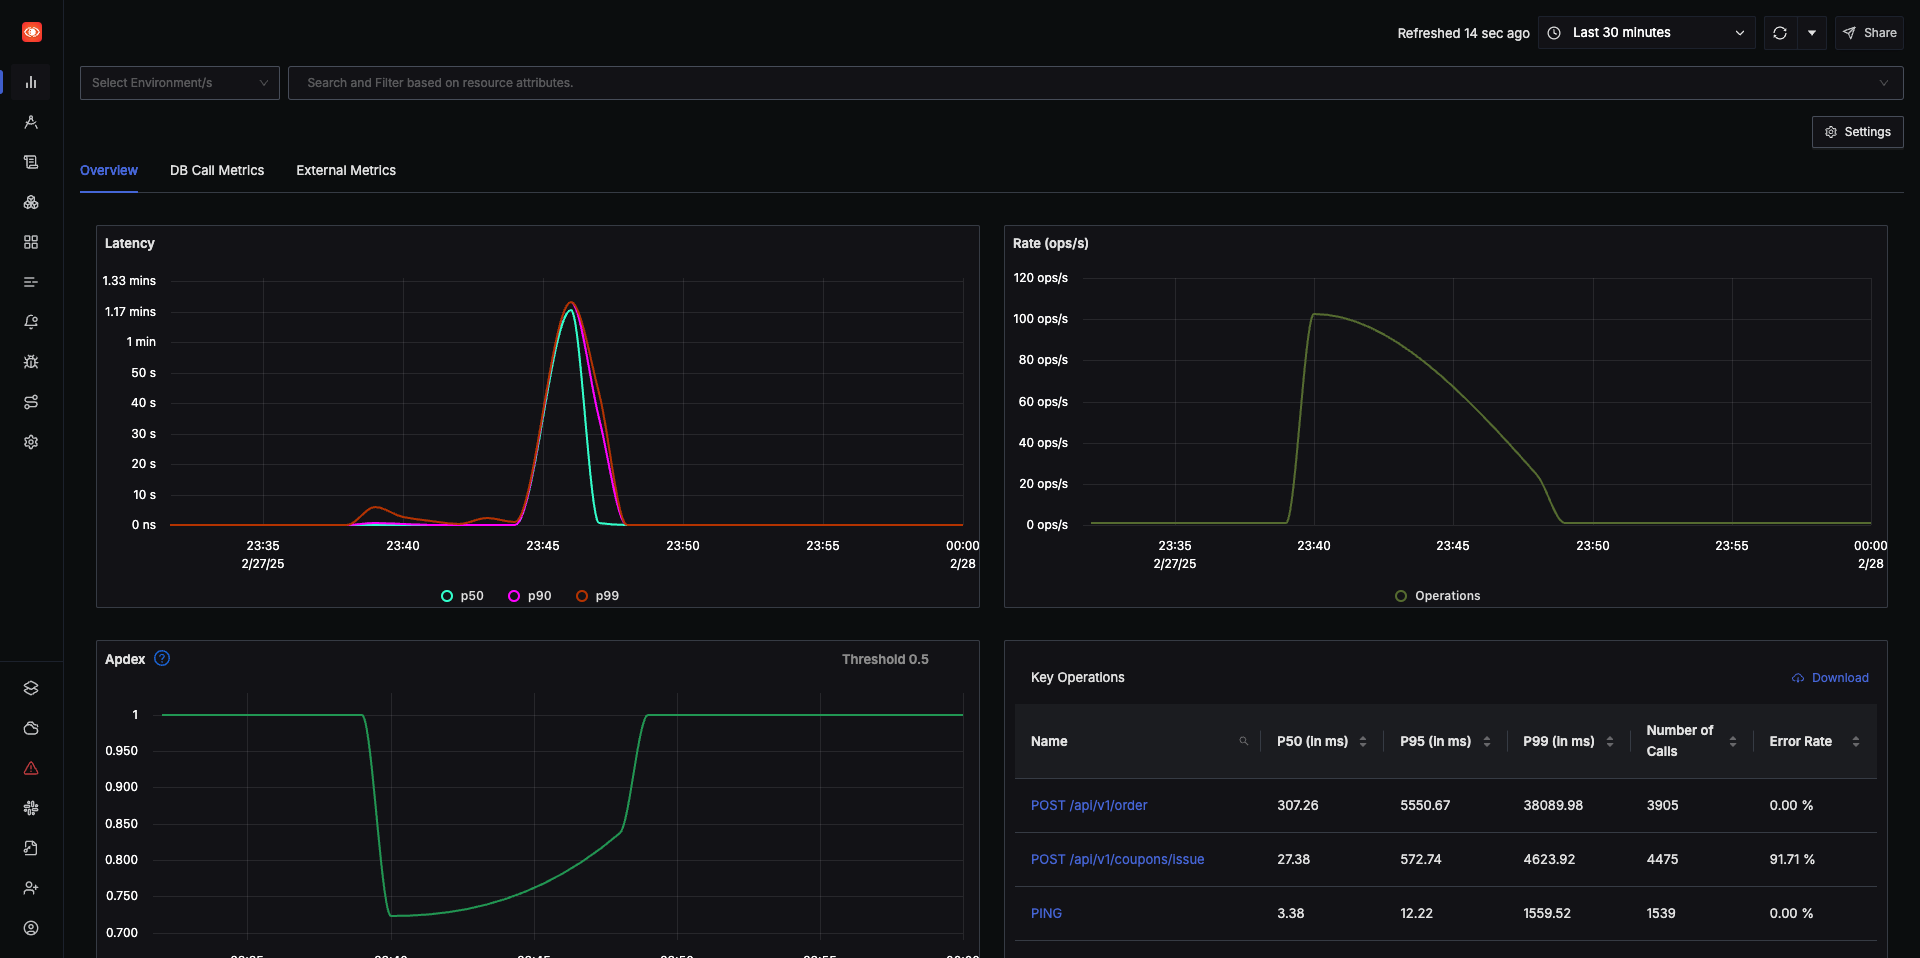 Refreshed 14 sec ago
Last 30 minutes
Share
Select Environment/s
Search and Filter based on resource attributes.
Settings
Overview
DB Call Metrics
External Metrics
Latency
1.33 mins
1.17 mins
1 min
50 s
40 s
30 s
20 s
10 s
0 ns
23:35
23:40
23:45
23:50
23:55
00:00
2/27/25
2/28
p50
p90
p99
Rate (ops/s)
120 ops/s
100 ops/s
80 ops/s
60 ops/s
40 ops/s
20 ops/s
0 ops/s
23:35
23:40
23:45
23:50
23:55
00:00
2/27/25
2/28
Operations
Apdex
Threshold 0.5
1
0.950
0.900
0.850
0.800
0.750
0.700
Key Operations
Download
Name
P50 (in ms)
P95 (in ms)
P99 (in ms)
Number of
Calls
Error Rate
POST /api/v1/order
307.26
5550.67
38089.98
3905
0.00 %
POST /api/v1/coupons/issue
27.38
572.74
4623.92
4475
91.71 %
PING
3.38
12.22
1559.52
1539
0.00 %